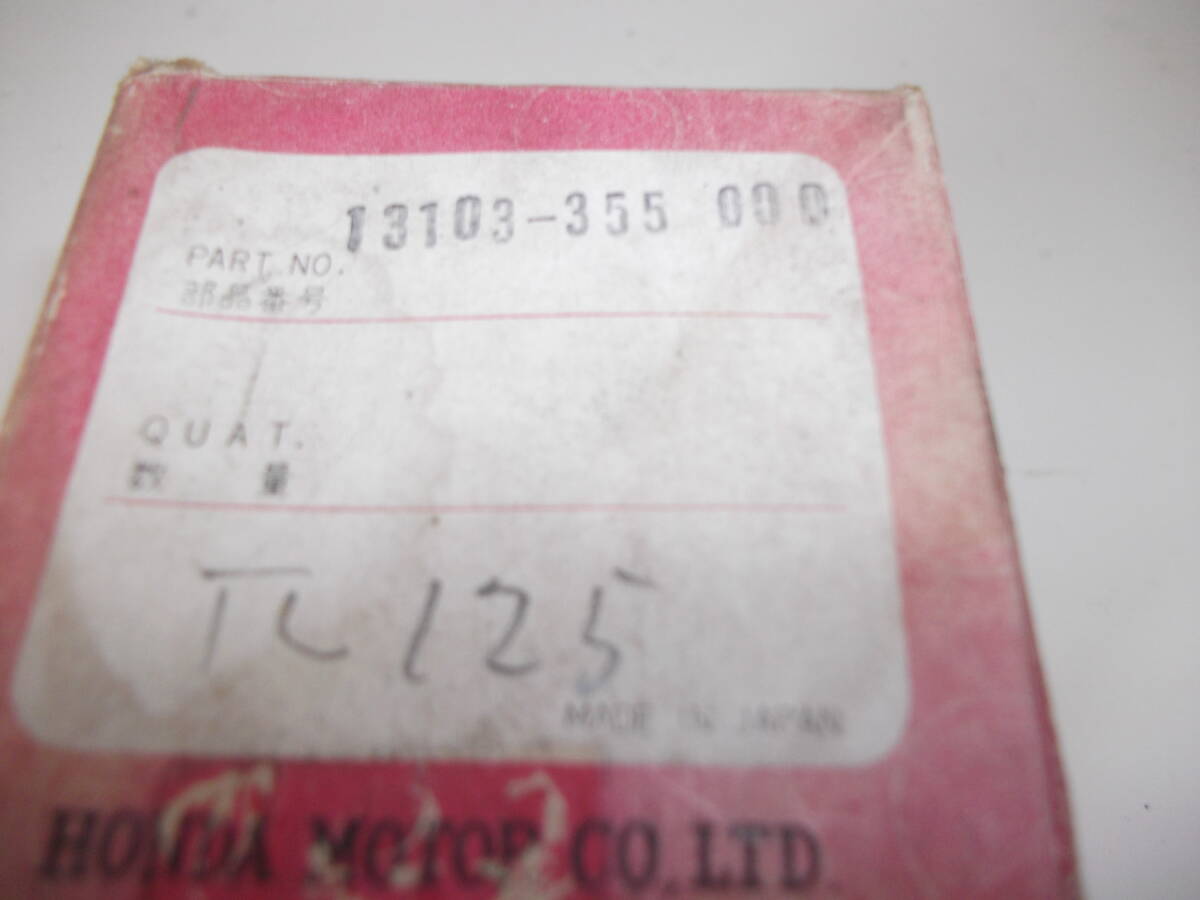 13103-355 000
PART NO.
部品番号
QUAT.
数量
TL125
MADE IN JAPAN
HONDA MOTOR CO.,LTD.